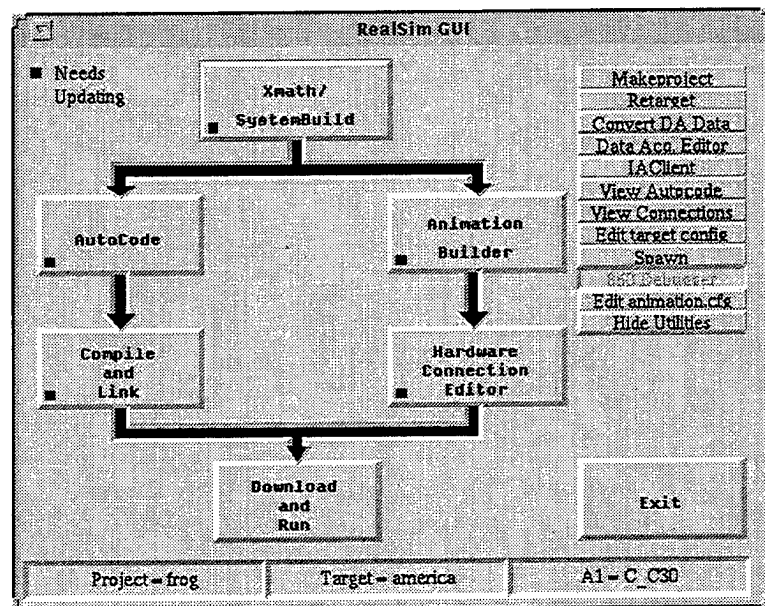 RealSim GUI
Needs
Updating
Xmath/
SystemBuild
AutoCode
Animation
Builder
Compile
and
Link
Hardware
Connection
Editor
Download
and
Run
Makeproject
Retarget
Convert DA Data
Data Acq. Editor
IAClient
View Autocode
View Connections
Edit target config
Spawn
Debugger
Edit animation.cfg
Hide Utilities
Exit
Project = frog
Target = america
A1 = C_C30